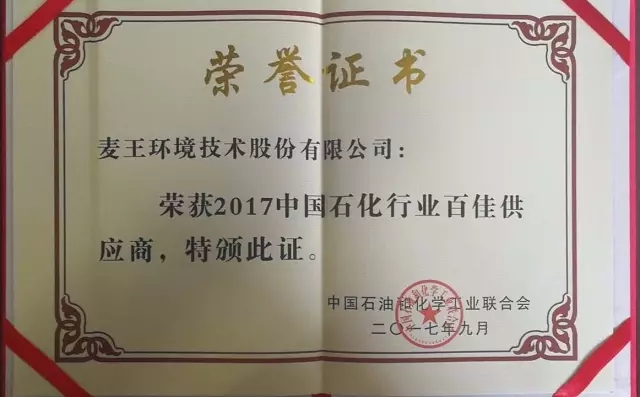 荣誉证书
麦王环境技术股份有限公司：
荣获2017中国石化行业百佳供
应商，特颁此证。
中国石油和化学工业联合会
二〇一七年九月